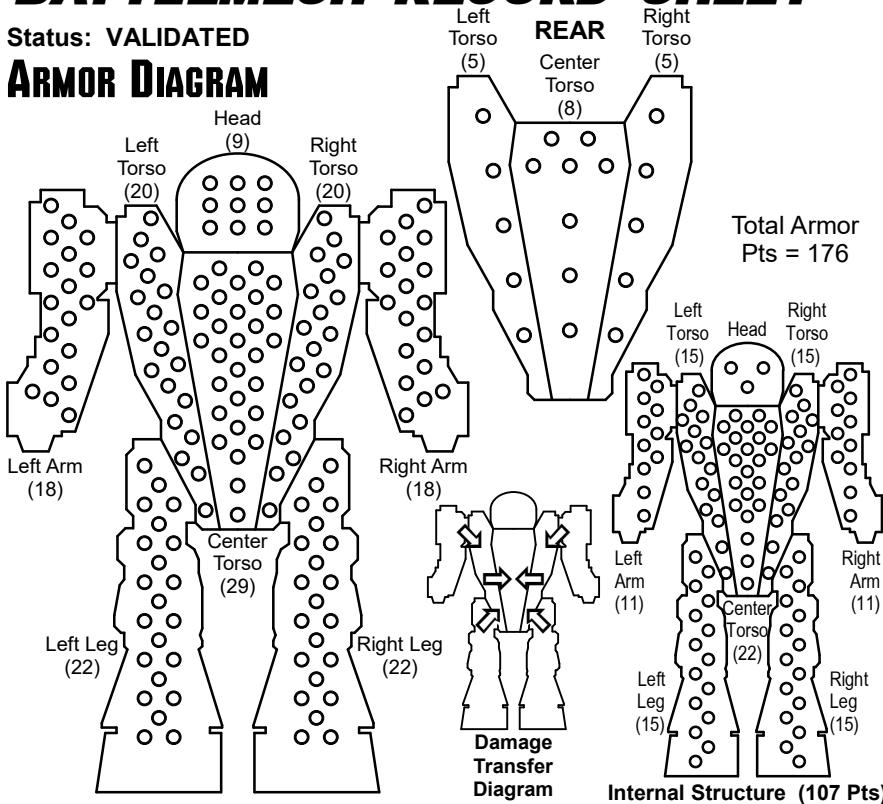 BATTLEMECH RECORD SHEET
Status: VALIDATED
ARMOR DIAGRAM
Left
Torso
(20)
Head
(9)
Right
Torso
(20)
Left Arm
(18)
Right Arm
(18)
Center
Torso
(29)
Left Leg
(22)
Right Leg
(22)
Left
Torso
(5)
REAR
Center
Torso
(8)
Right
Torso
(5)
Total Armor
Pts = 176
Left
Torso
(15)
Head
Right
Torso
(15)
Left
Arm
(11)
Right
Arm
(11)
Center
Torso
(22)
Left
Leg
(15)
Right
Leg
(15)
Damage
Transfer
Diagram
Internal Structure (107 Pts)